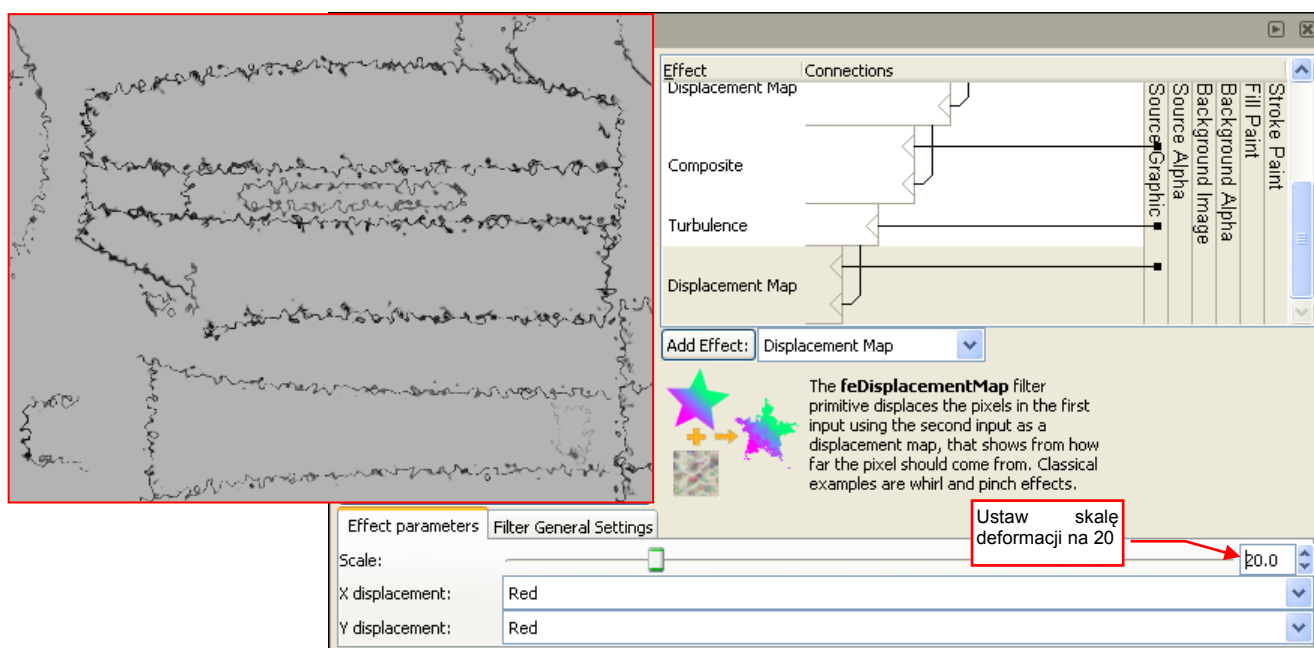 Effect Connections
Displacement Map
Composite
Turbulence
Displacement Map
Source Graphic
Source Alpha
Background Image
Background Alpha
Fill Paint
Stroke Paint
Add Effect: Displacement Map
The feDisplacementMap filter
primitive displaces the pixels in the first
input using the second input as a
displacement map, that shows from how
far the pixel should come from. Classical
examples are whirl and pinch effects.
Effect parameters Filter General Settings
Ustaw skalę
deformacji na 20
Scale: 20.0
X displacement: Red
Y displacement: Red